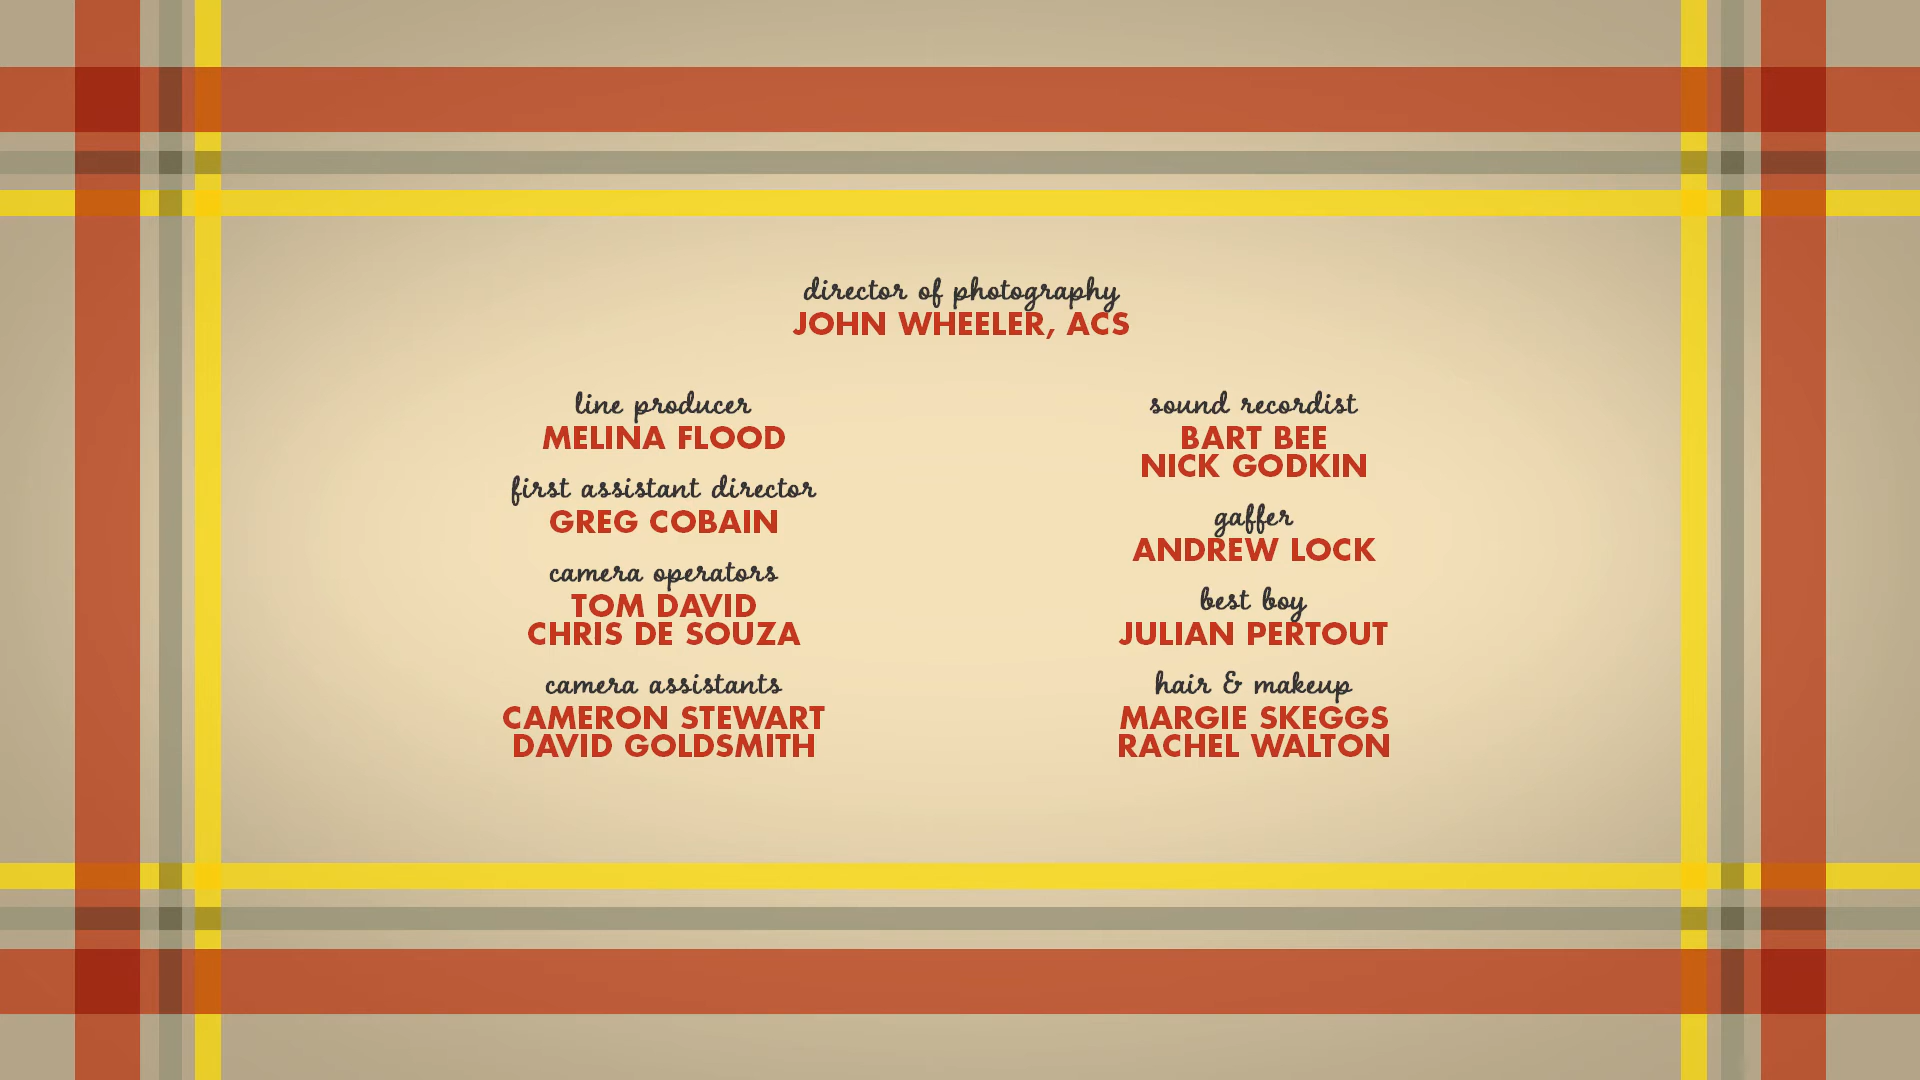 director of photography
JOHN WHEELER, ACS
line producer
MELINA FLOOD
first assistant director
GREG COBAIN
camera operators
TOM DAVID
CHRIS DE SOUZA
camera assistants
CAMERON STEWART
DAVID GOLDSMITH
sound recordist
BART BEE
NICK GODKIN
gaffer
ANDREW LOCK
best boy
JULIAN PERTOUT
hair & makeup
MARGIE SKEGGS
RACHEL WALTON